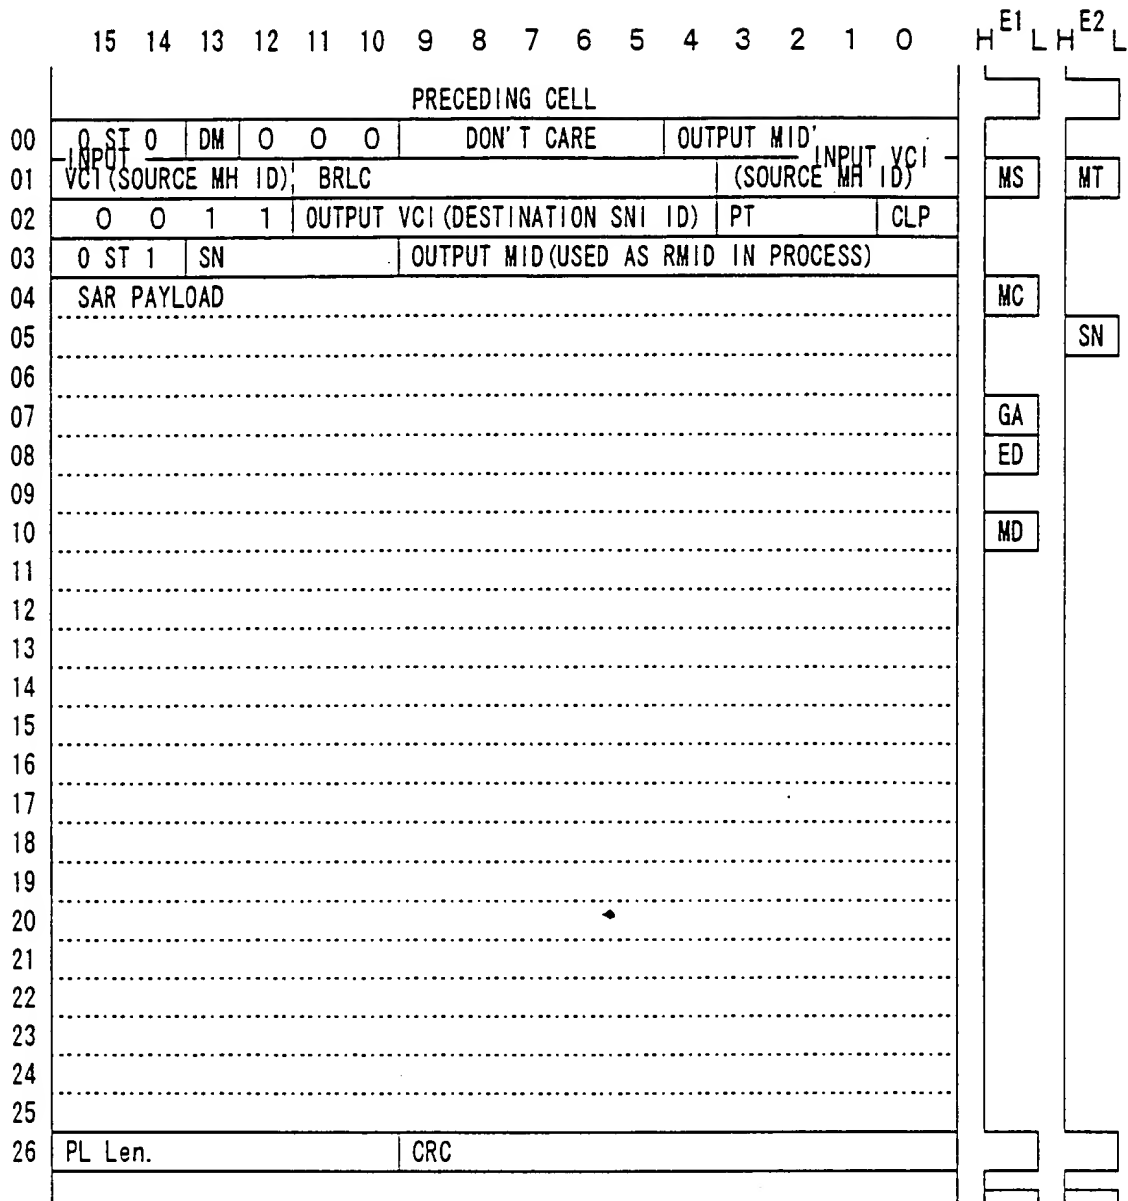 15 14 13 12 11 10 9 8 7 6 5 4 3 2 1 0 H E1 L H E2 L
PRECEDING CELL
00 0 ST 0 DM 0 0 0 DON'T CARE OUTPUT MID'
INPUT INPUT VCI
01 VCI(SOURCE MH ID) BRLC (SOURCE MH ID) MS MT
02 0 0 1 1 OUTPUT VCI(DESTINATION SNI ID) PT CLP
03 0 ST 1 SN OUTPUT MID(USED AS RMID IN PROCESS)
04 SAR PAYLOAD MC
05 SN
06
07 GA
08 ED
09
10 MD
11
12
13
14
15
16
17
18
19
20
21
22
23
24
25
26 PL Len. CRC